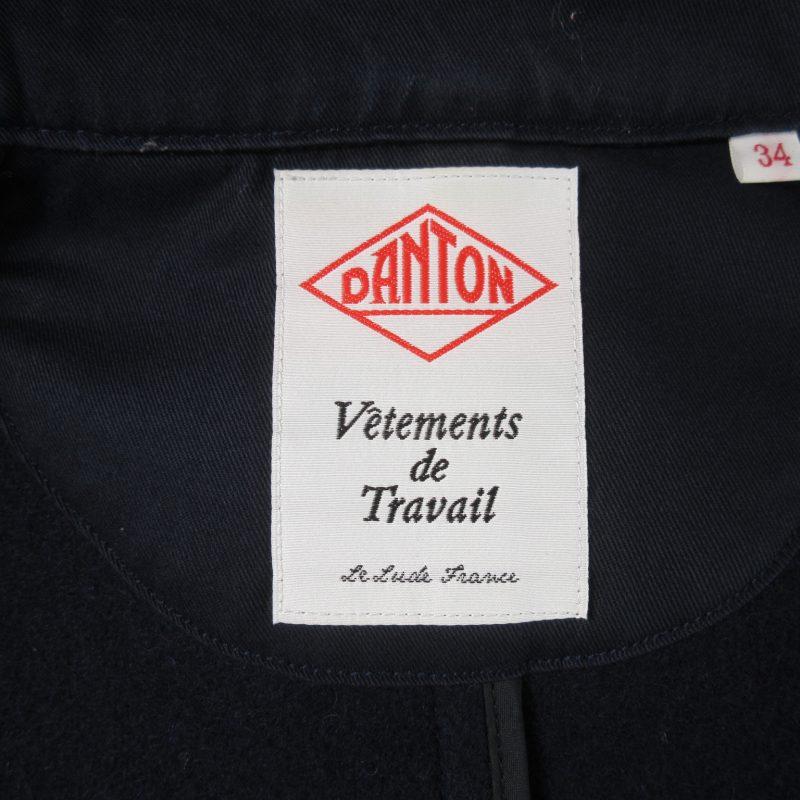 34
DANTON
Vêtements
de
Travail
Le Lude France